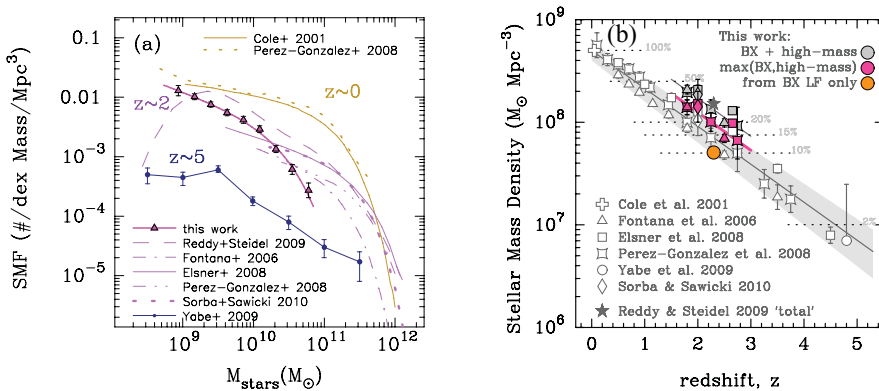 (a)
Cole+ 2001
Perez-Gonzalez+ 2008
z~0
z~2
z~5
this work
Reddy+Steidel 2009
Fontana+ 2006
Elsner+ 2008
Perez-Gonzalez+ 2008
Sorba+Sawicki 2010
Yabe+ 2009
SMF (#/dex Mass/Mpc³)
0.1
0.01
10⁻³
10⁻⁴
10⁻⁵
10⁹
10¹⁰
10¹¹
10¹²
M_stars(M_⊙)
(b)
This work:
BX + high-mass
max(BX,high-mass)
from BX LF only
100%
50%
20%
15%
10%
2%
Cole et al. 2001
Fontana et al. 2006
Elsner et al. 2008
Perez-Gonzalez et al. 2008
Yabe et al. 2009
Sorba & Sawicki 2010
Reddy & Steidel 2009 'total'
Stellar Mass Density (M_⊙ Mpc⁻³)
10⁹
10⁸
10⁷
10⁶
0
1
2
3
4
5
redshift, z